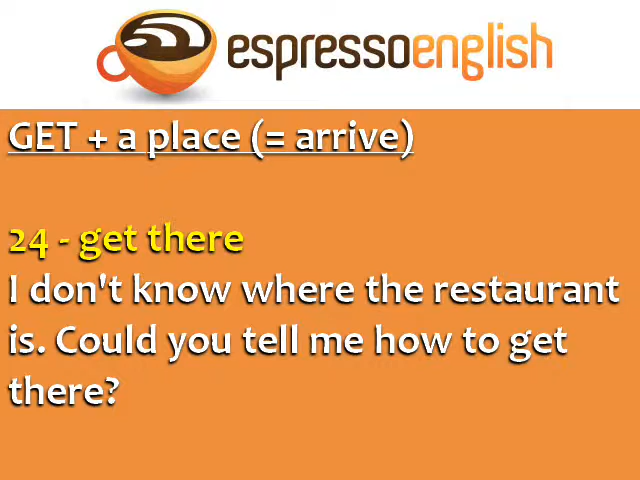 espressoenglish
GET + a place (= arrive)
24 - get there
I don't know where the restaurant
is. Could you tell me how to get
there?